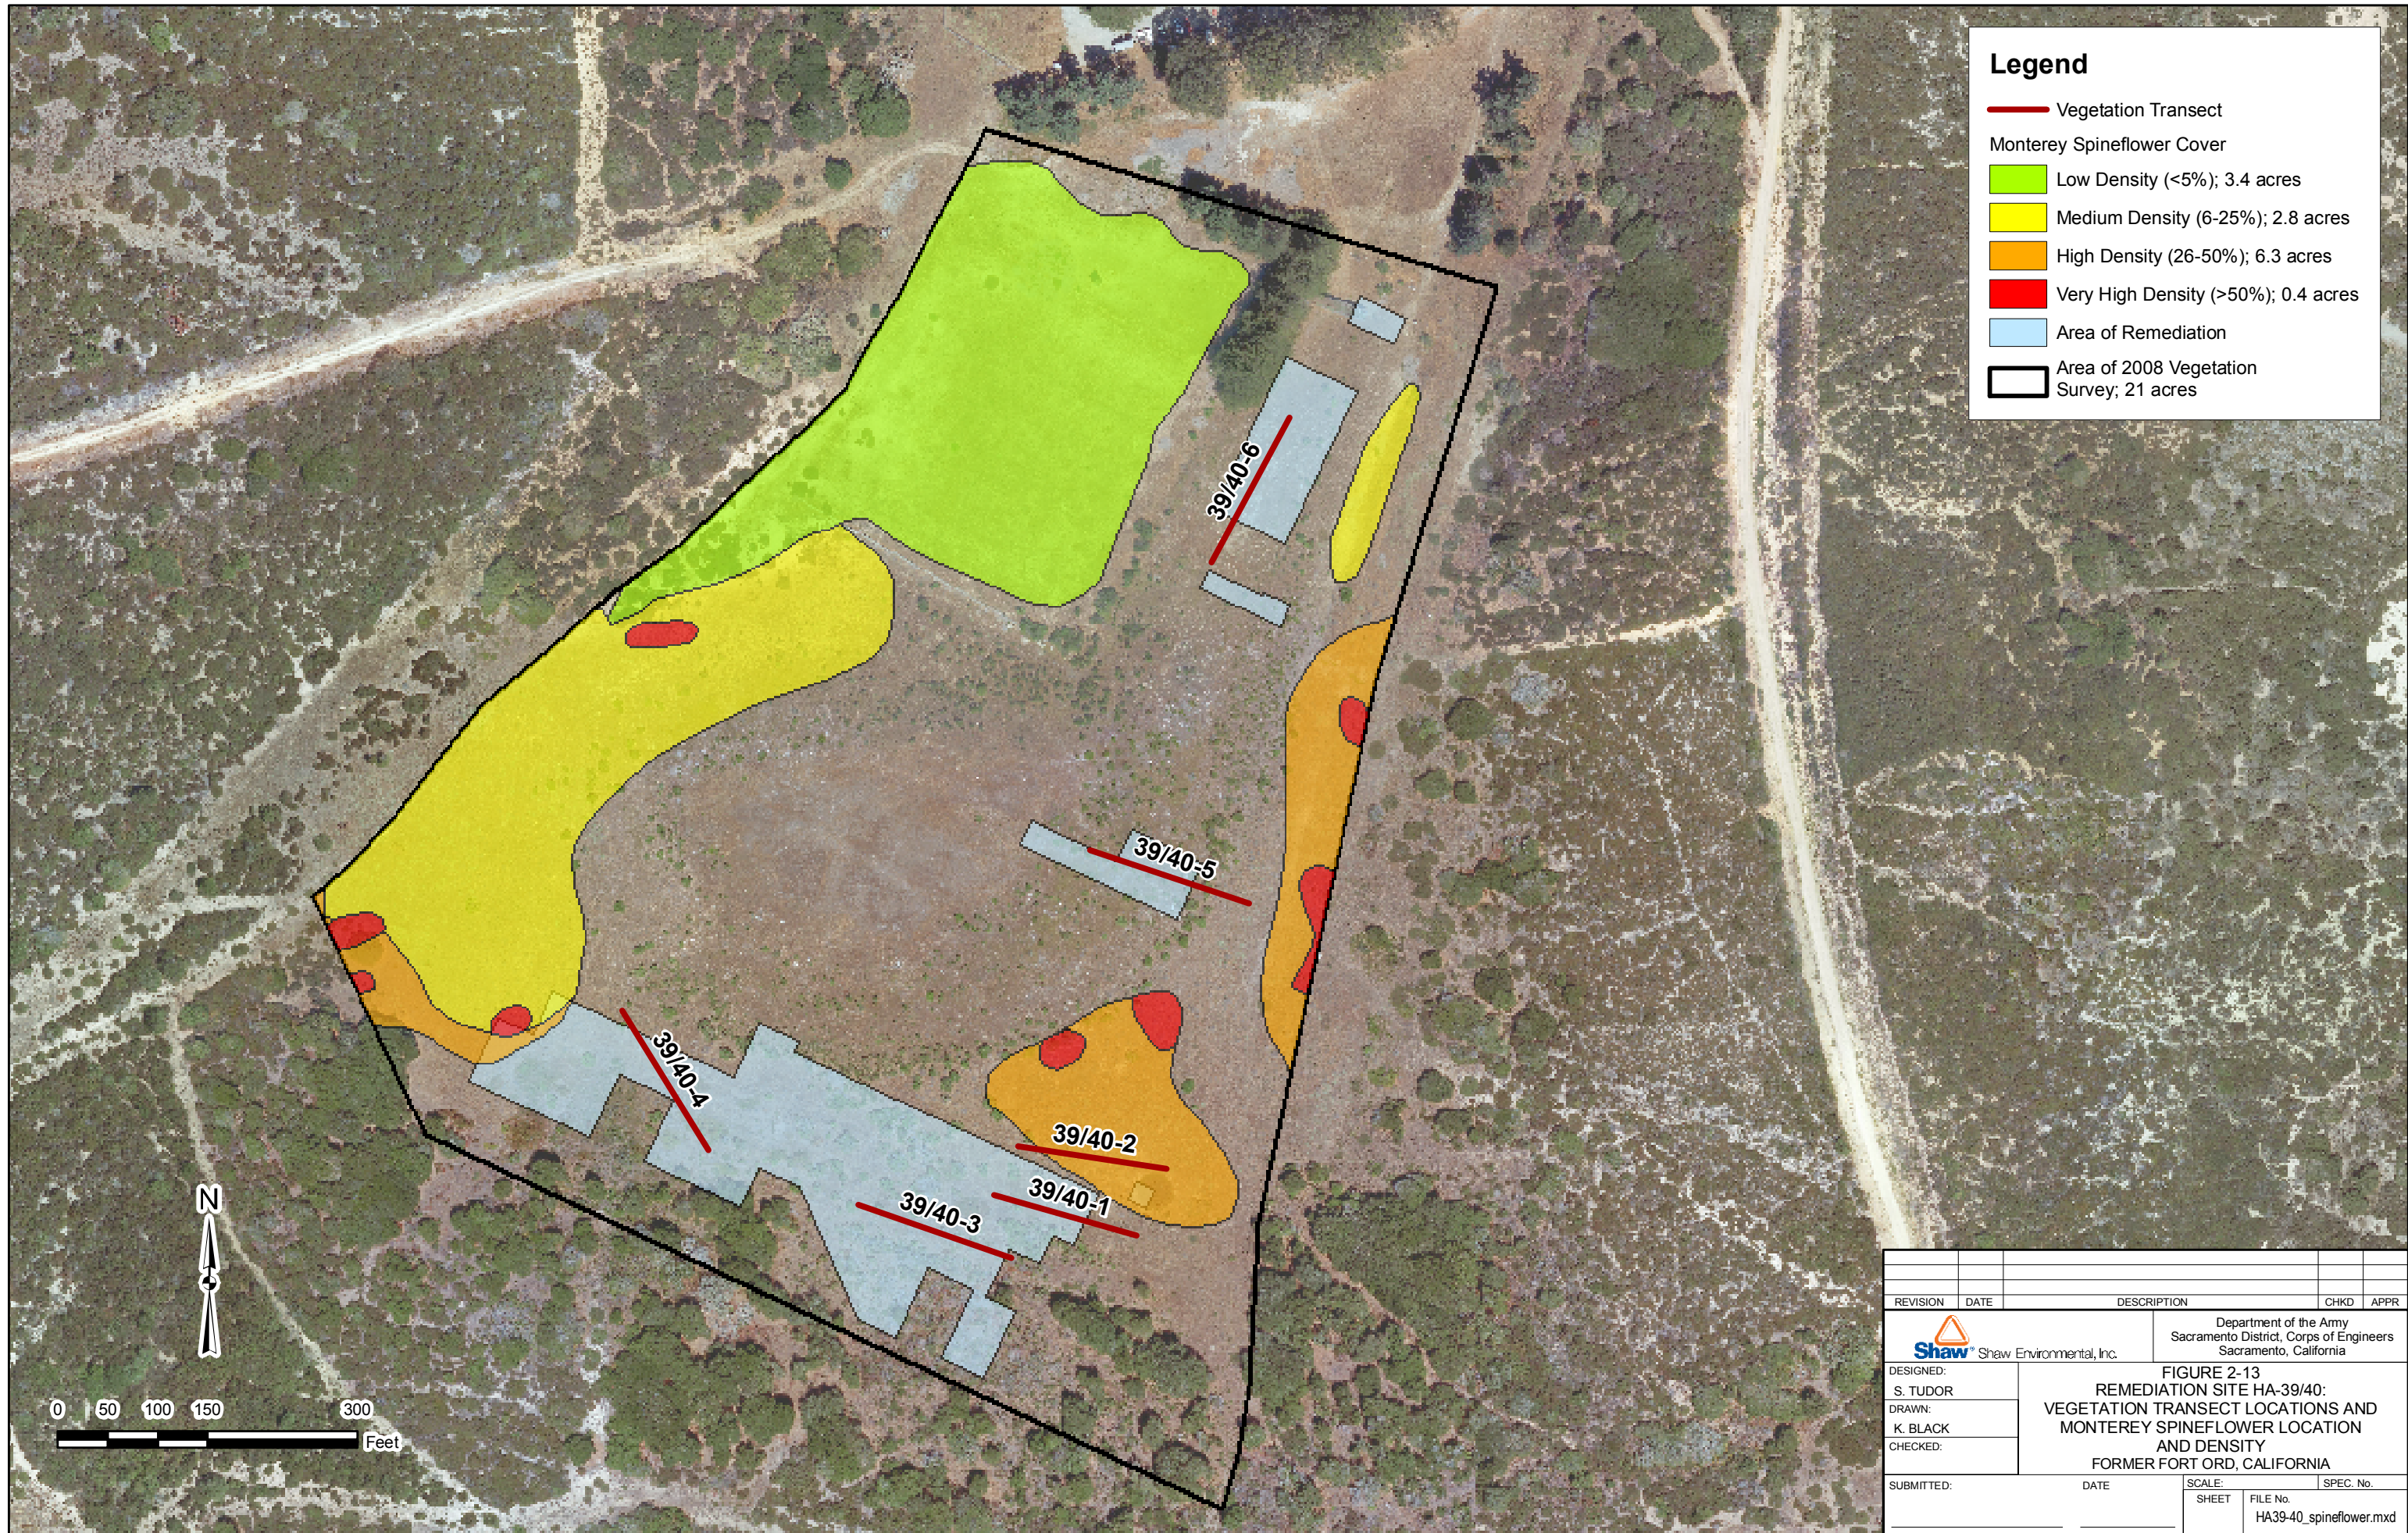 Legend
Vegetation Transect
Monterey Spineflower Cover
Low Density (<5%); 3.4 acres
Medium Density (6-25%); 2.8 acres
High Density (26-50%); 6.3 acres
Very High Density (>50%); 0.4 acres
Area of Remediation
Area of 2008 Vegetation
Survey; 21 acres
39/40-6
39/40-5
39/40-4
39/40-2
39/40-1
39/40-3
N
0 50 100 150 300
Feet
REVISION DATE DESCRIPTION CHKD APPR
Shaw® Shaw Environmental, Inc.
Department of the Army
Sacramento District, Corps of Engineers
Sacramento, California
DESIGNED:
S. TUDOR
DRAWN:
K. BLACK
CHECKED:
FIGURE 2-13
REMEDIATION SITE HA-39/40:
VEGETATION TRANSECT LOCATIONS AND
MONTEREY SPINEFLOWER LOCATION
AND DENSITY
FORMER FORT ORD, CALIFORNIA
SUBMITTED: DATE SCALE: SPEC. No.
SHEET FILE No.
HA39-40_spineflower.mxd